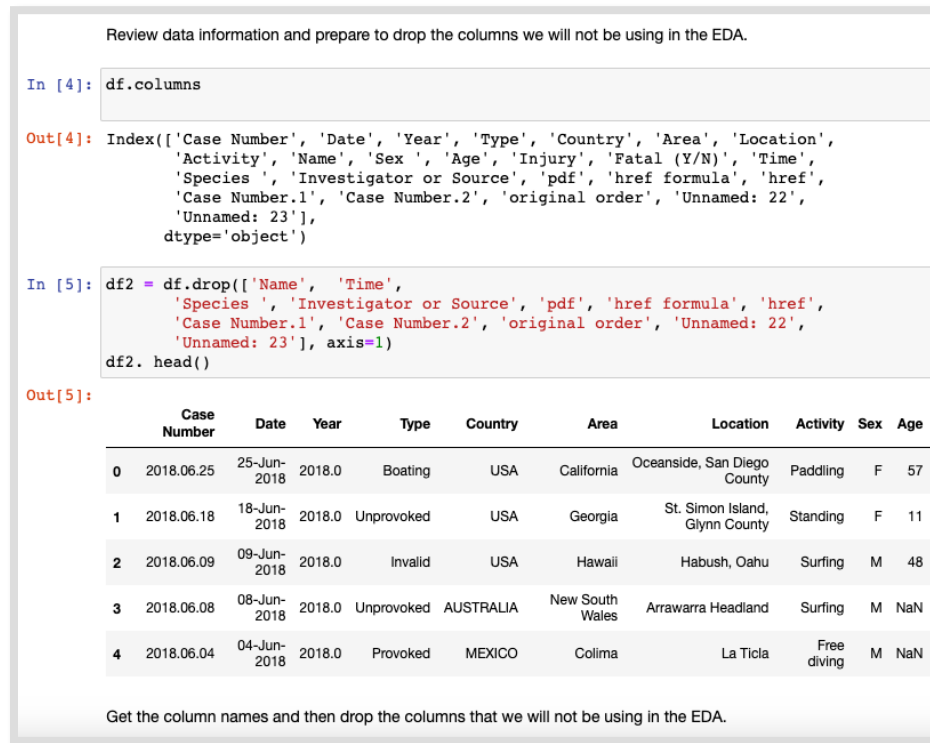 Review data information and prepare to drop the columns we will not be using in the EDA.
In [4]: df.columns
Out[4]: Index(['Case Number', 'Date', 'Year', 'Type', 'Country', 'Area', 'Location',
'Activity', 'Name', 'Sex ', 'Age', 'Injury', 'Fatal (Y/N)', 'Time',
'Species ', 'Investigator or Source', 'pdf', 'href formula', 'href',
'Case Number.1', 'Case Number.2', 'original order', 'Unnamed: 22',
'Unnamed: 23'],
dtype='object')
In [5]: df2 = df.drop(['Name',  'Time',
'Species ', 'Investigator or Source', 'pdf', 'href formula', 'href',
'Case Number.1', 'Case Number.2', 'original order', 'Unnamed: 22',
'Unnamed: 23'], axis=1)
df2. head()
Out[5]:
Case Number Date Year Type Country Area Location Activity Sex Age
0 2018.06.25 25-Jun-2018 2018.0 Boating USA California Oceanside, San Diego County Paddling F 57
1 2018.06.18 18-Jun-2018 2018.0 Unprovoked USA Georgia St. Simon Island, Glynn County Standing F 11
2 2018.06.09 09-Jun-2018 2018.0 Invalid USA Hawaii Habush, Oahu Surfing M 48
3 2018.06.08 08-Jun-2018 2018.0 Unprovoked AUSTRALIA New South Wales Arrawarra Headland Surfing M NaN
4 2018.06.04 04-Jun-2018 2018.0 Provoked MEXICO Colima La Ticla Free diving M NaN
Get the column names and then drop the columns that we will not be using in the EDA.